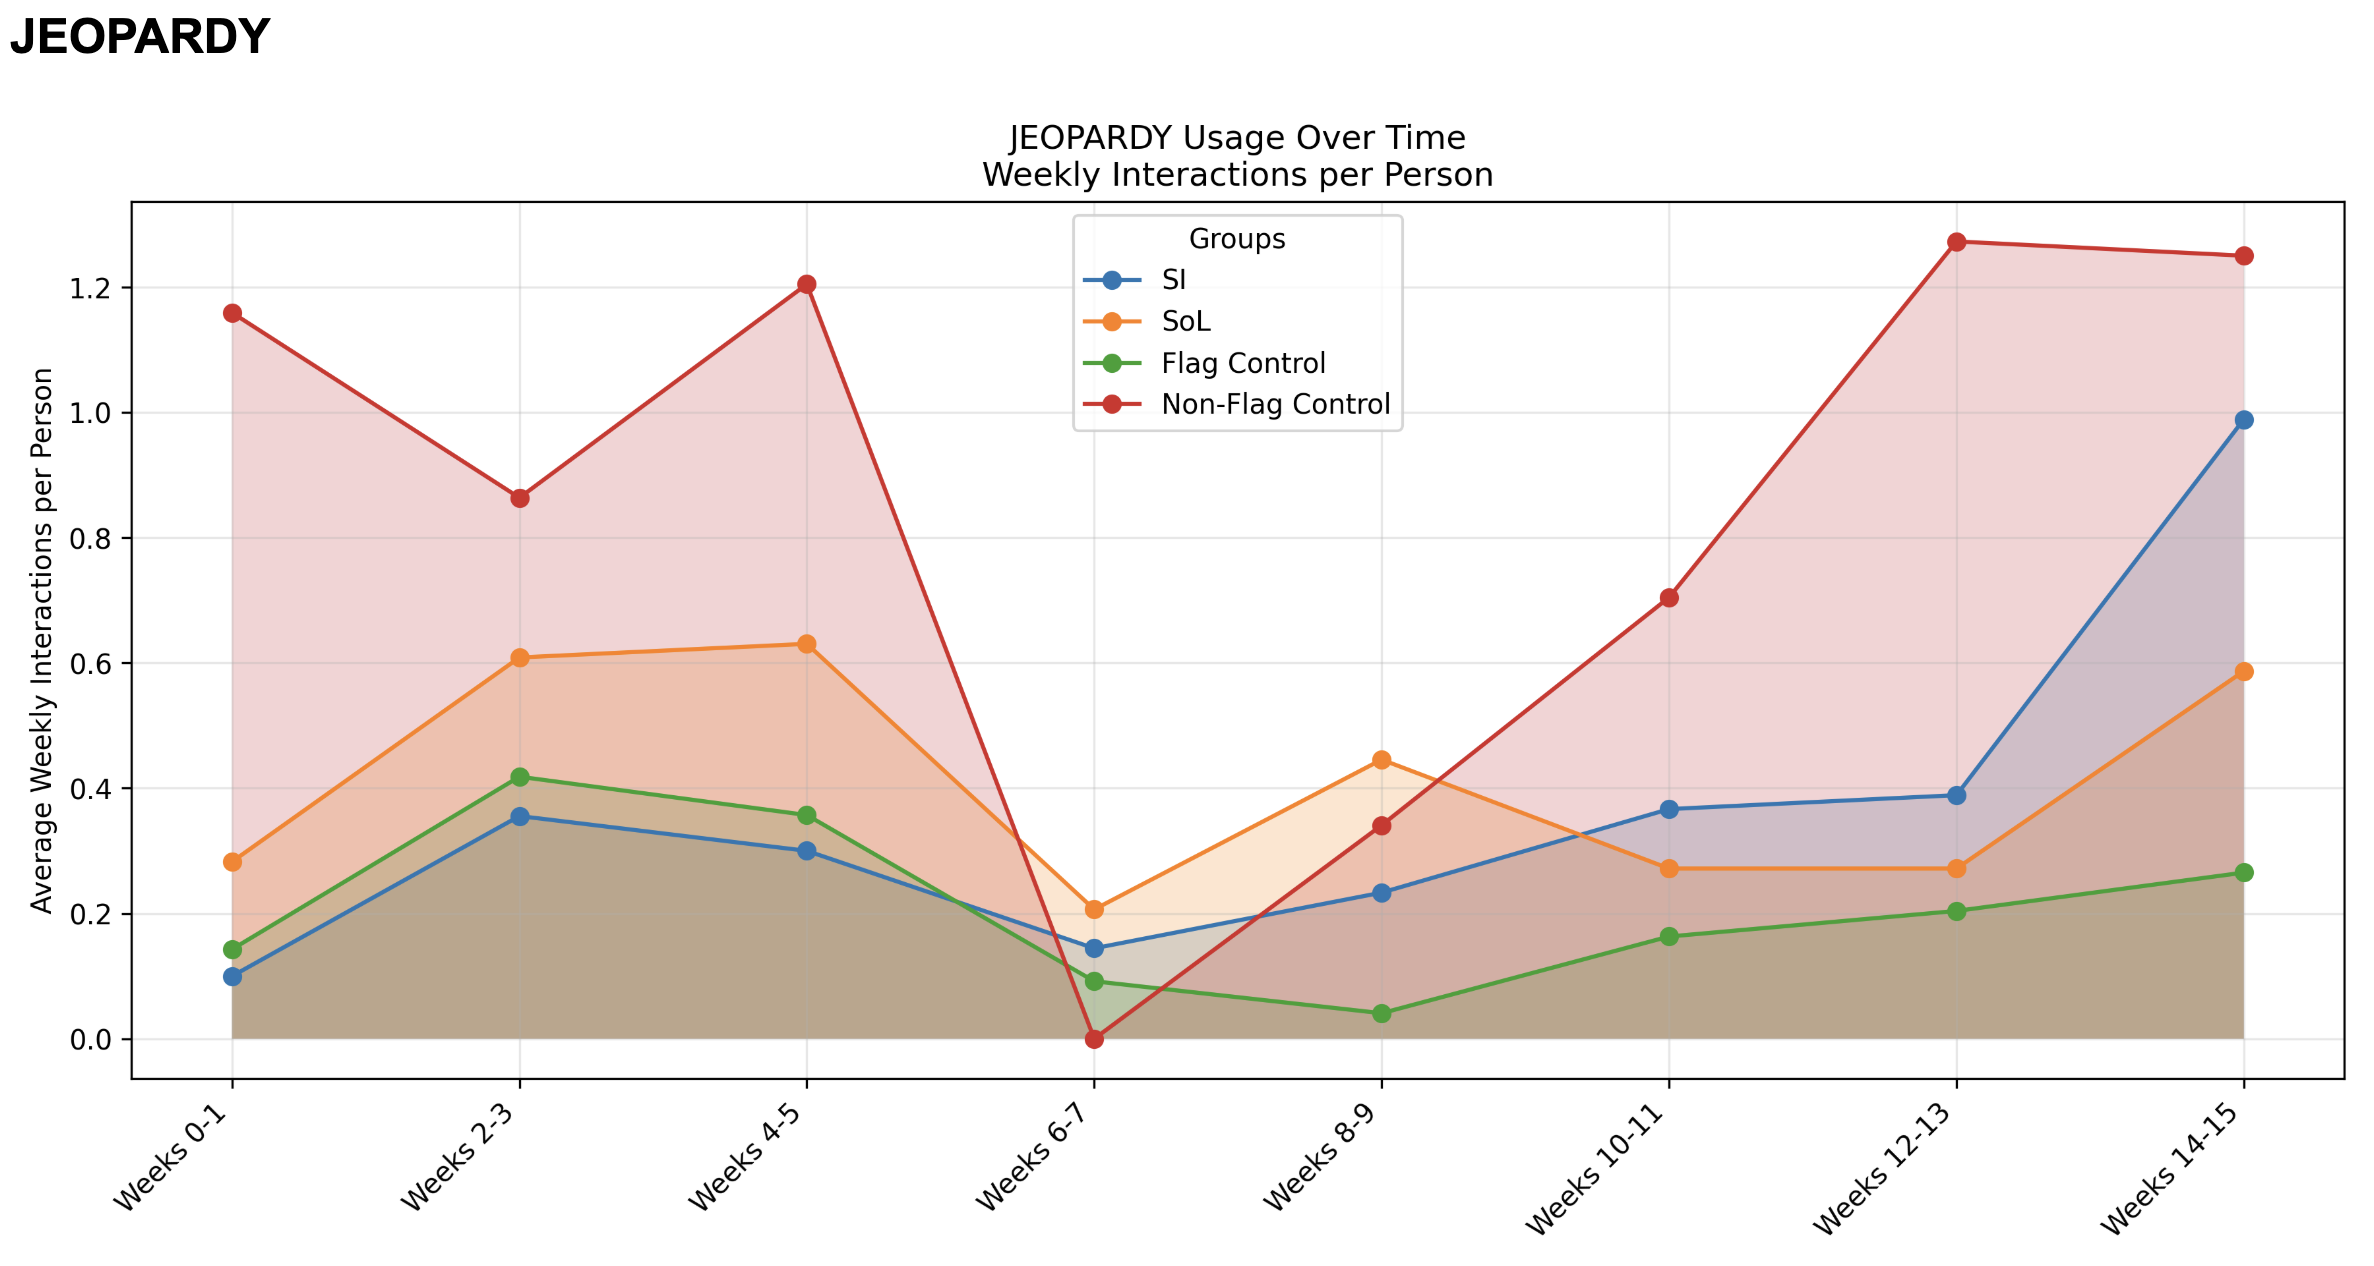 JEOPARDY
JEOPARDY Usage Over Time
Weekly Interactions per Person
Groups
SI
SoL
Flag Control
Non-Flag Control
Average Weekly Interactions per Person
1.2
1.0
0.8
0.6
0.4
0.2
0.0
Weeks 0-1
Weeks 2-3
Weeks 4-5
Weeks 6-7
Weeks 8-9
Weeks 10-11
Weeks 12-13
Weeks 14-15